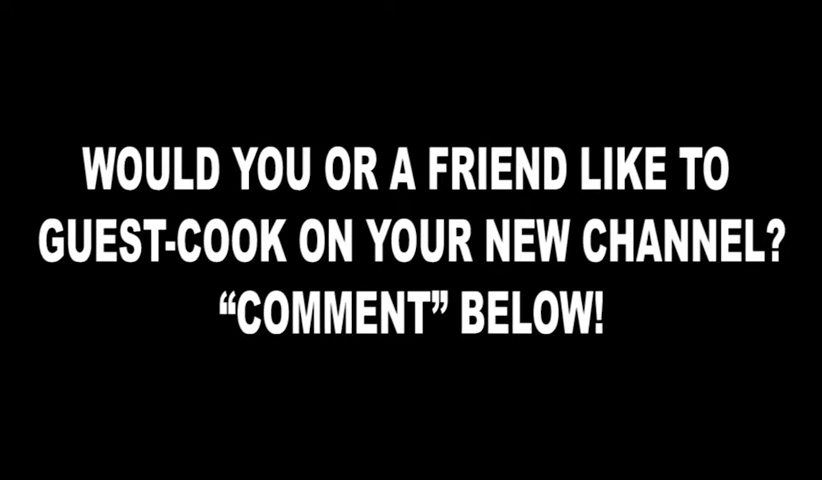 WOULD YOU OR A FRIEND LIKE TO
GUEST-COOK ON YOUR NEW CHANNEL?
“COMMENT” BELOW!